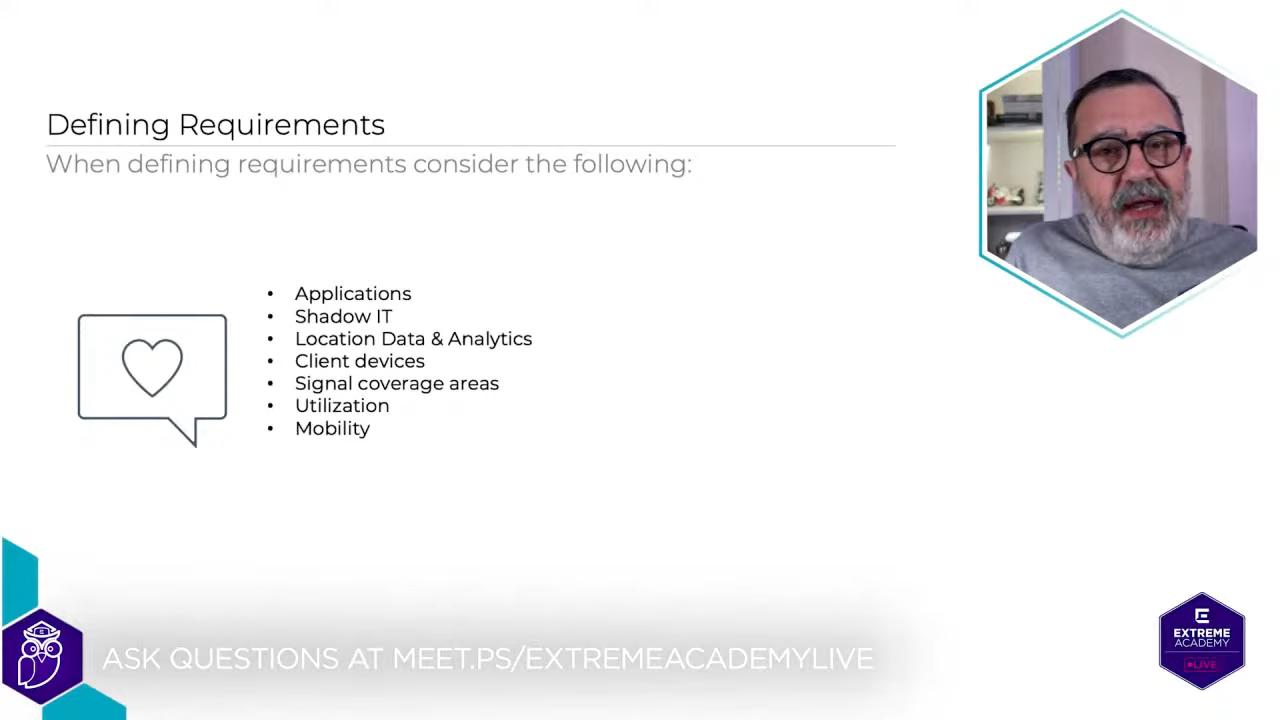 Defining Requirements
When defining requirements consider the following:
• Applications
• Shadow IT
• Location Data & Analytics
• Client devices
• Signal coverage areas
• Utilization
• Mobility
ASK QUESTIONS AT MEET.PS/EXTREMEACADEMYLIVE
E
EXTREME
ACADEMY
LIVE